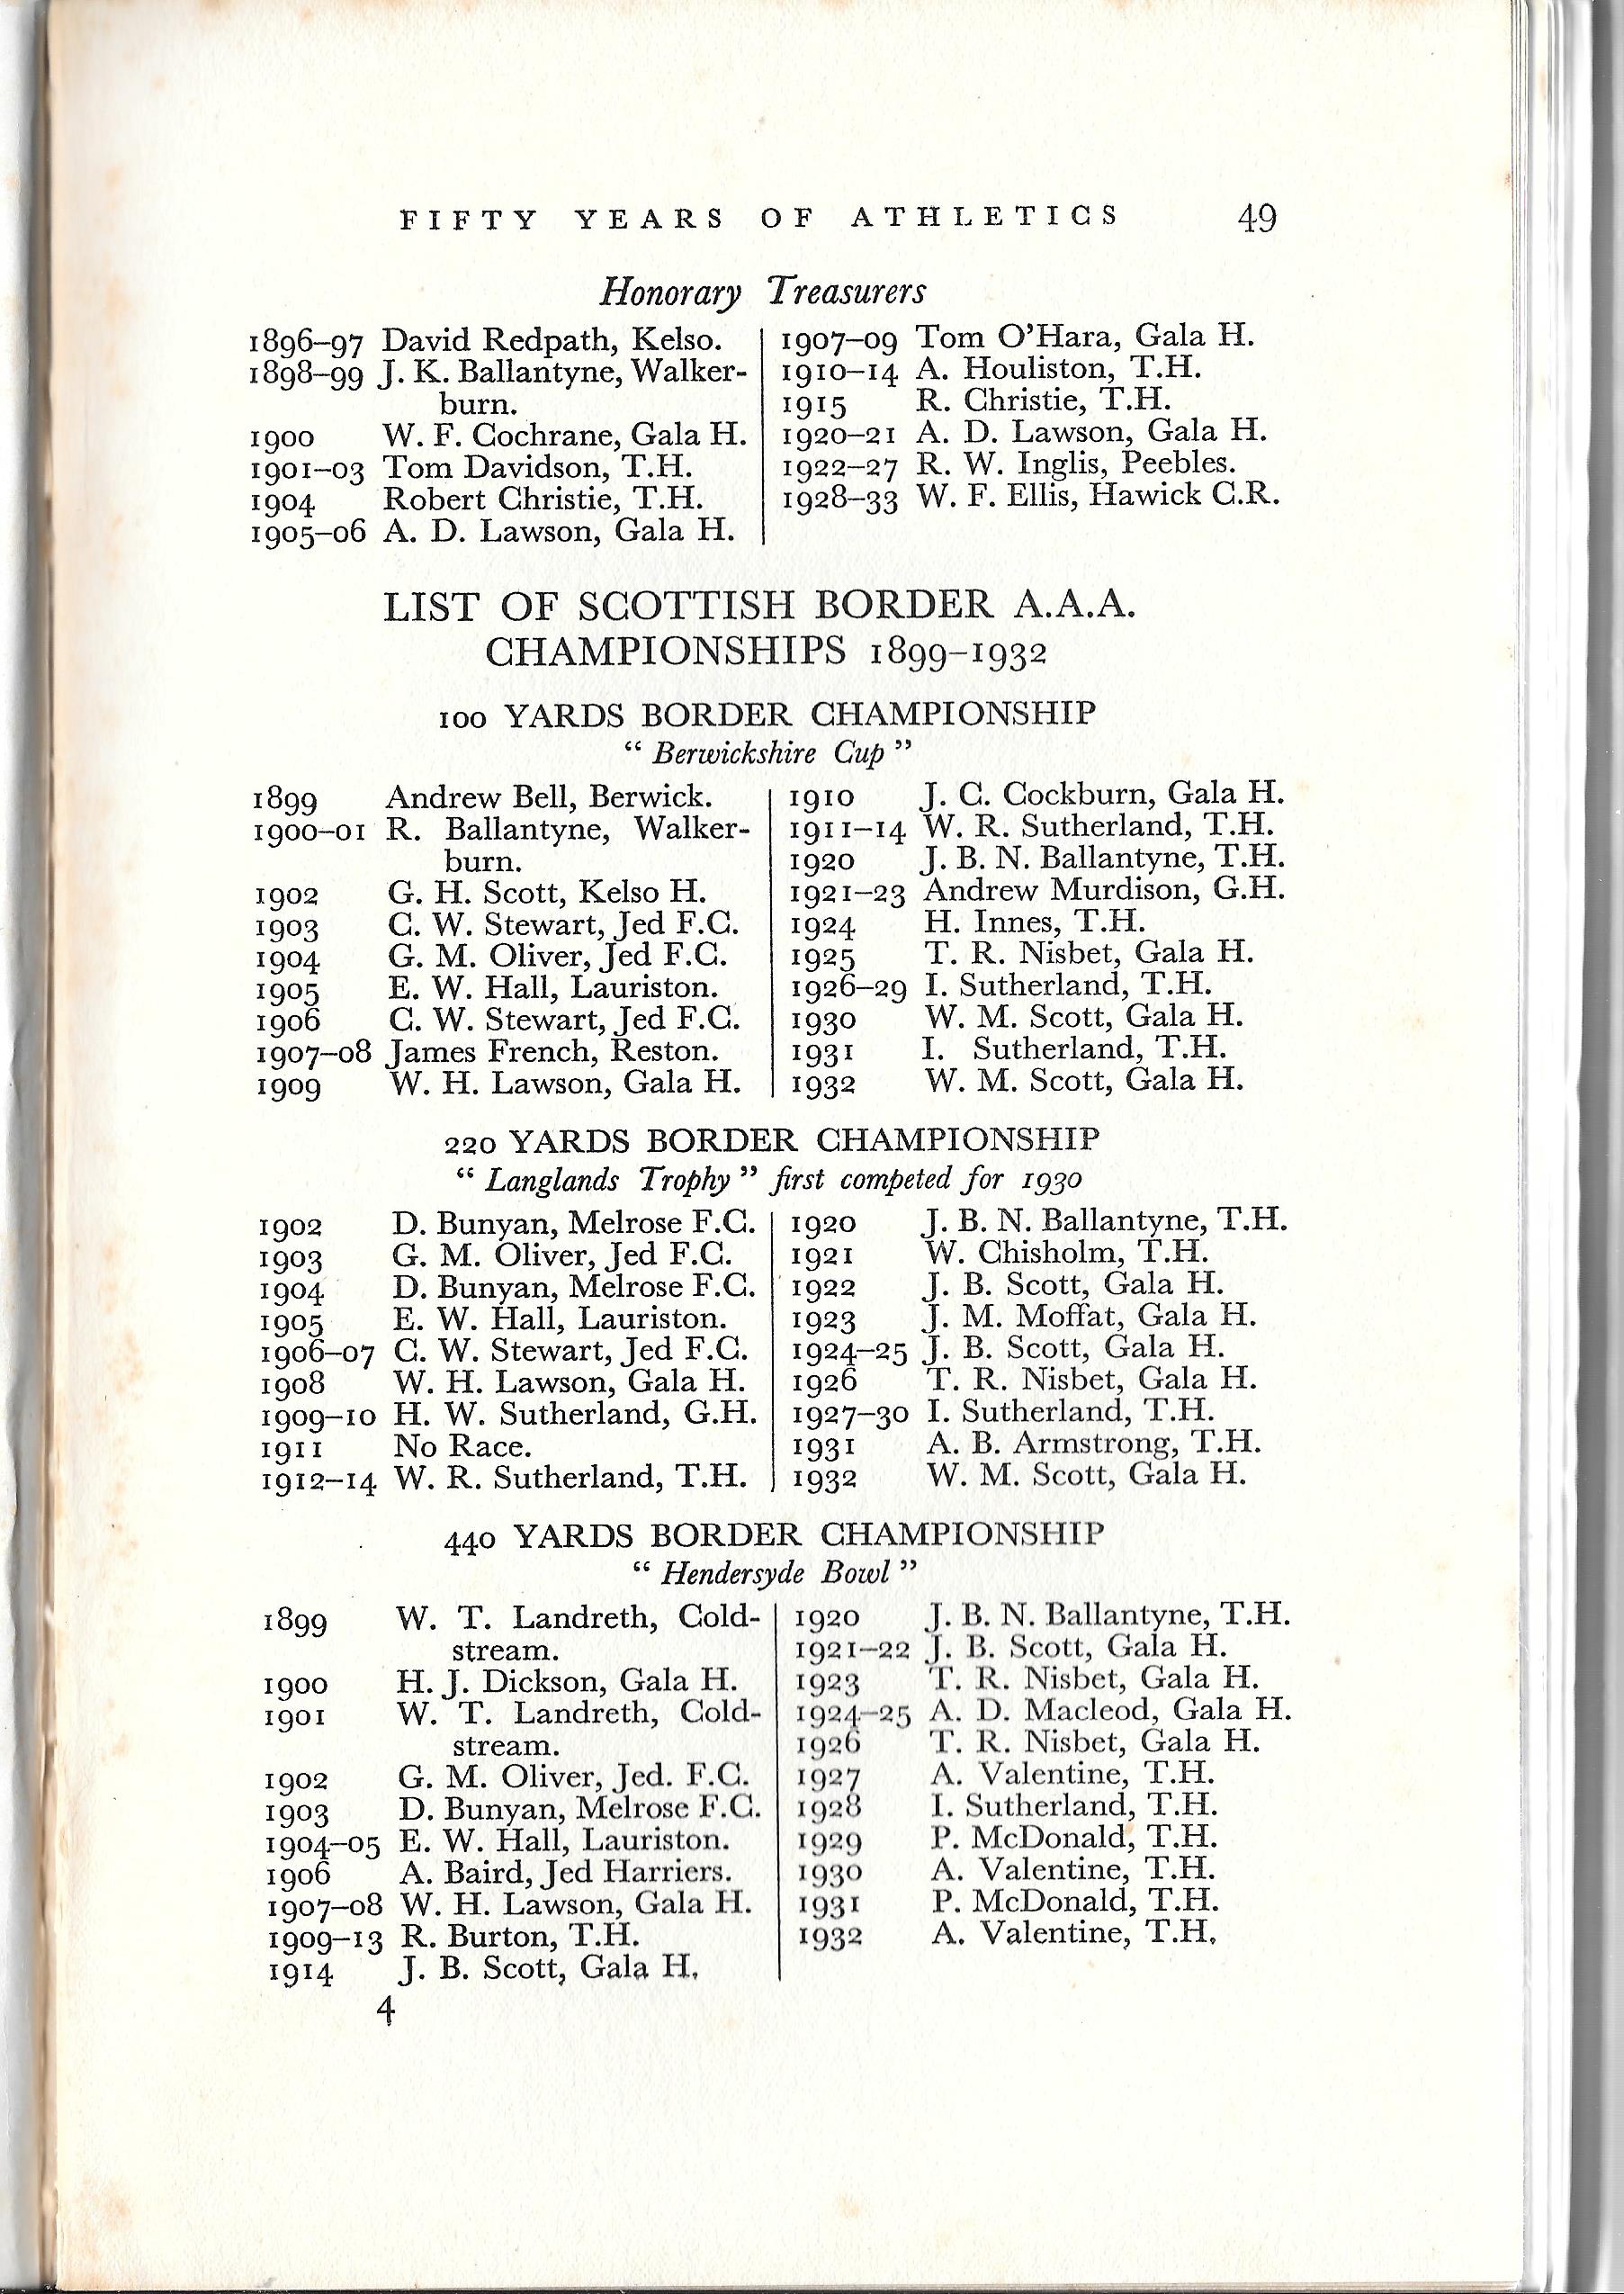 FIFTY YEARS OF ATHLETICS 49
Honorary Treasurers
1896–97 David Redpath, Kelso.
1898–99 J. K. Ballantyne, Walker-
burn.
1900 W. F. Cochrane, Gala H.
1901–03 Tom Davidson, T.H.
1904 Robert Christie, T.H.
1905–06 A. D. Lawson, Gala H.
1907–09 Tom O'Hara, Gala H.
1910–14 A. Houliston, T.H.
1915 R. Christie, T.H.
1920–21 A. D. Lawson, Gala H.
1922–27 R. W. Inglis, Peebles.
1928–33 W. F. Ellis, Hawick C.R.
LIST OF SCOTTISH BORDER A.A.A.
CHAMPIONSHIPS 1899–1932
100 YARDS BORDER CHAMPIONSHIP
“ Berwickshire Cup ”
1899 Andrew Bell, Berwick.
1900–01 R. Ballantyne, Walker-
burn.
1902 G. H. Scott, Kelso H.
1903 C. W. Stewart, Jed F.C.
1904 G. M. Oliver, Jed F.C.
1905 E. W. Hall, Lauriston.
1906 C. W. Stewart, Jed F.C.
1907–08 James French, Reston.
1909 W. H. Lawson, Gala H.
1910 J. C. Cockburn, Gala H.
1911–14 W. R. Sutherland, T.H.
1920 J. B. N. Ballantyne, T.H.
1921–23 Andrew Murdison, G.H.
1924 H. Innes, T.H.
1925 T. R. Nisbet, Gala H.
1926–29 I. Sutherland, T.H.
1930 W. M. Scott, Gala H.
1931 I. Sutherland, T.H.
1932 W. M. Scott, Gala H.
220 YARDS BORDER CHAMPIONSHIP
“ Langlands Trophy ” first competed for 1930
1902 D. Bunyan, Melrose F.C.
1903 G. M. Oliver, Jed F.C.
1904 D. Bunyan, Melrose F.C.
1905 E. W. Hall, Lauriston.
1906–07 C. W. Stewart, Jed F.C.
1908 W. H. Lawson, Gala H.
1909–10 H. W. Sutherland, G.H.
1911 No Race.
1912–14 W. R. Sutherland, T.H.
1920 J. B. N. Ballantyne, T.H.
1921 W. Chisholm, T.H.
1922 J. B. Scott, Gala H.
1923 J. M. Moffat, Gala H.
1924–25 J. B. Scott, Gala H.
1926 T. R. Nisbet, Gala H.
1927–30 I. Sutherland, T.H.
1931 A. B. Armstrong, T.H.
1932 W. M. Scott, Gala H.
440 YARDS BORDER CHAMPIONSHIP
“ Hendersyde Bowl ”
1899 W. T. Landreth, Cold-
stream.
1900 H. J. Dickson, Gala H.
1901 W. T. Landreth, Cold-
stream.
1902 G. M. Oliver, Jed. F.C.
1903 D. Bunyan, Melrose F.C.
1904–05 E. W. Hall, Lauriston.
1906 A. Baird, Jed Harriers.
1907–08 W. H. Lawson, Gala H.
1909–13 R. Burton, T.H.
1914 J. B. Scott, Gala H.
1920 J. B. N. Ballantyne, T.H.
1921–22 J. B. Scott, Gala H.
1923 T. R. Nisbet, Gala H.
1924–25 A. D. Macleod, Gala H.
1926 T. R. Nisbet, Gala H.
1927 A. Valentine, T.H.
1928 I. Sutherland, T.H.
1929 P. McDonald, T.H.
1930 A. Valentine, T.H.
1931 P. McDonald, T.H.
1932 A. Valentine, T.H.
4